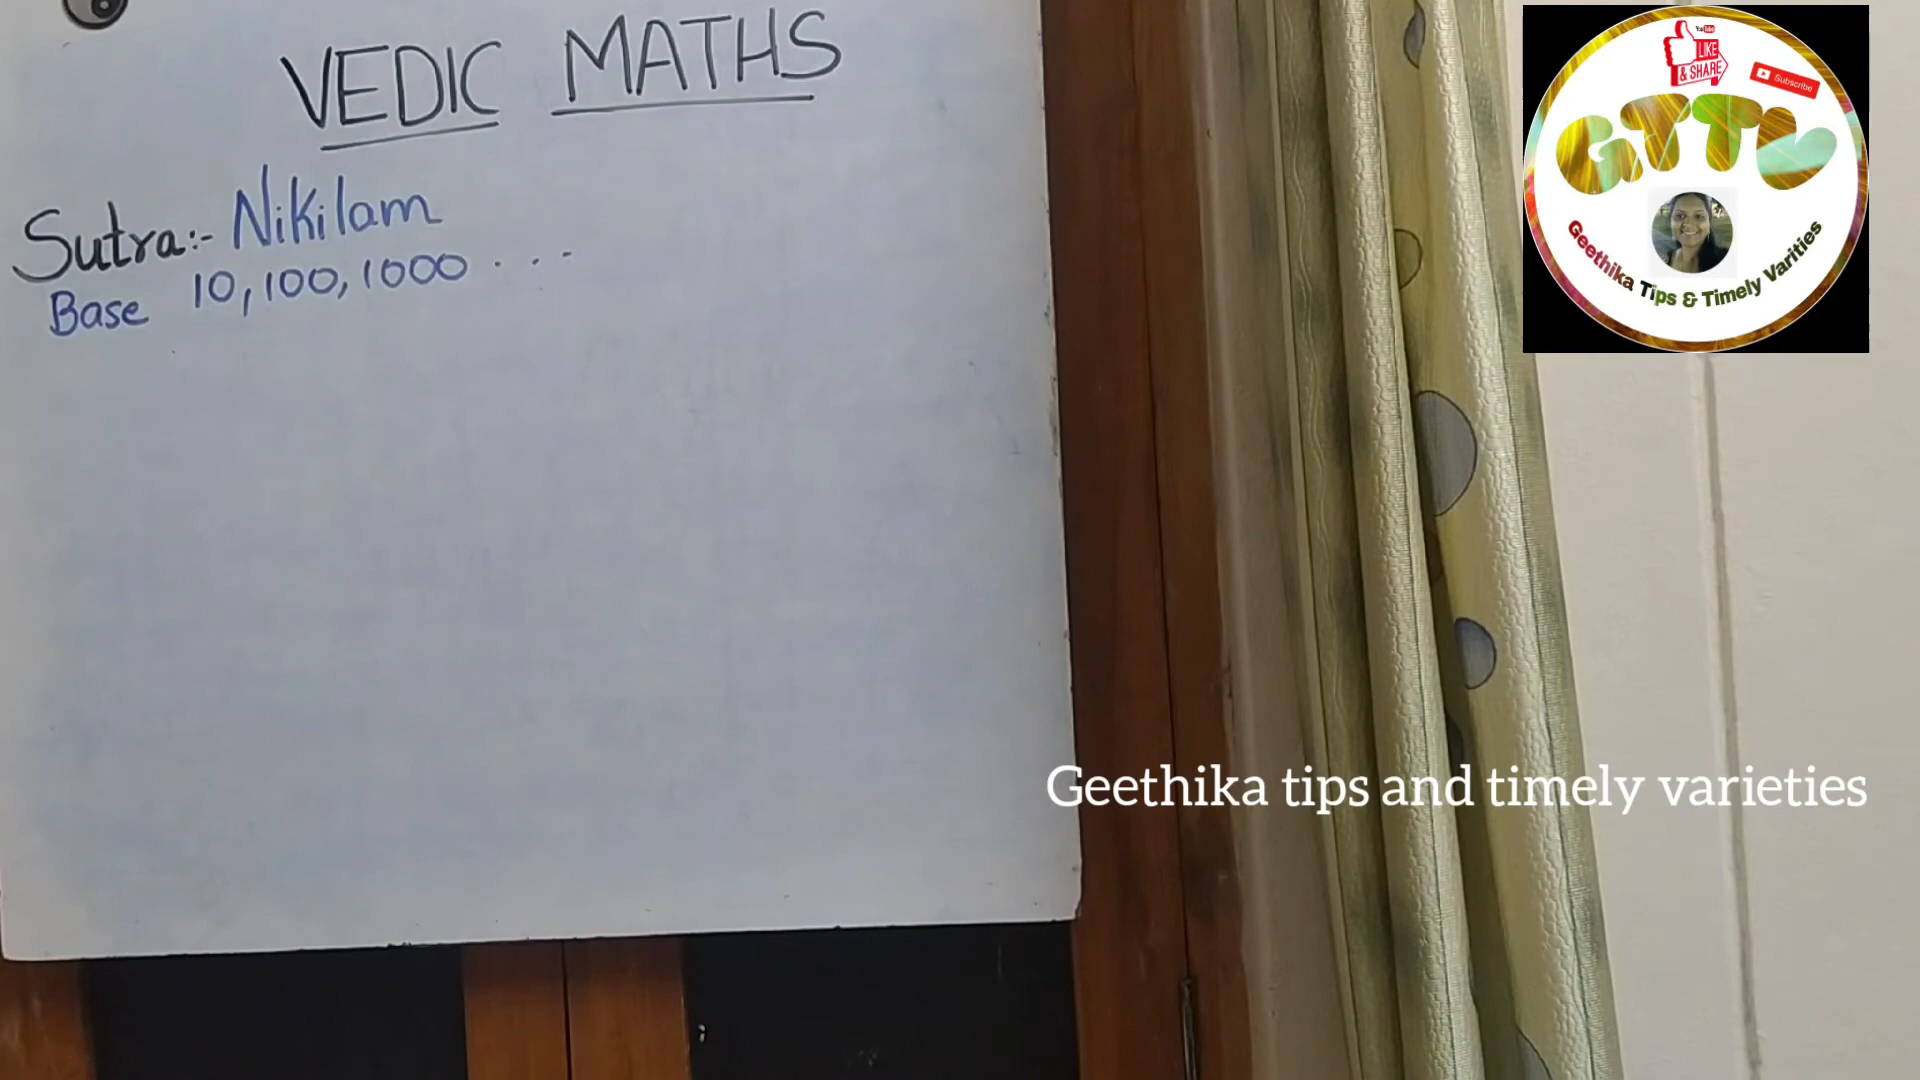 VEDIC MATHS
Sutra:- Nikilam
Base 10,100,1000 . . .
YouTube
LIKE
& SHARE
Subscribe
GTTV
Geethika Tips & Timely Varities
Geethika tips and timely varieties